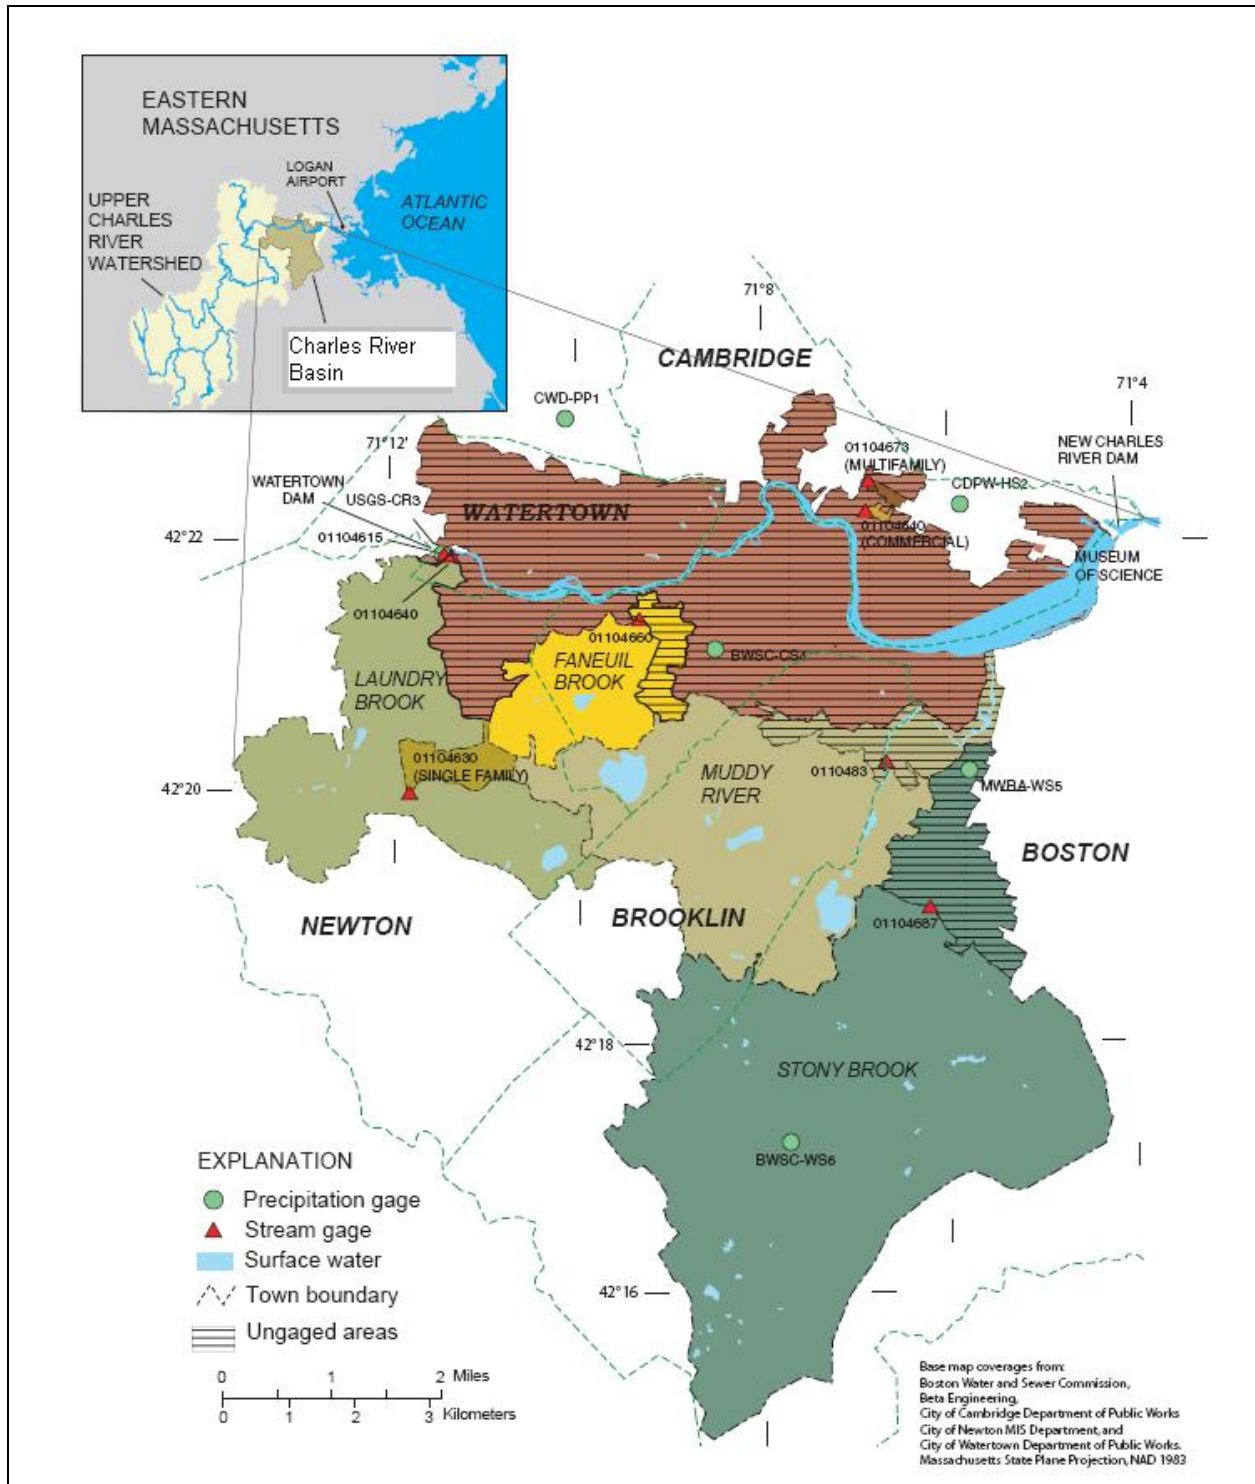 EASTERN
MASSACHUSETTS
LOGAN
AIRPORT
UPPER
CHARLES
RIVER
WATERSHED
ATLANTIC
OCEAN
Charles River
Basin
71°8
CAMBRIDGE
71°4
CWD-PP1
71°12'
01104673
(MULTIFAMILY)
NEW CHARLES
RIVER DAM
WATERTOWN
DAM
USGS-CR3
CDPW-HS2
WATERTOWN
01104640
(COMMERCIAL)
42°22
01104615
MUSEUM
OF SCIENCE
01104640
01104660
BWSC-CS4
FANEUIL
BROOK
LAUNDRY
BROOK
01104630
(SINGLE FAMILY)
MUDDY
RIVER
0110483
42°20
MWRA-WS5
BOSTON
NEWTON
BROOKLIN
01104687
42°18
STONY BROOK
BWSC-WS6
42°16
EXPLANATION
Precipitation gage
Stream gage
Surface water
Town boundary
Ungaged areas
0 1 2 Miles
0 1 2 3 Kilometers
Base map coverages from:
Boston Water and Sewer Commission,
Beta Engineering,
City of Cambridge Department of Public Works
City of Newton MIS Department, and
City of Watertown Department of Public Works.
Massachusetts State Plane Projection, NAD 1983